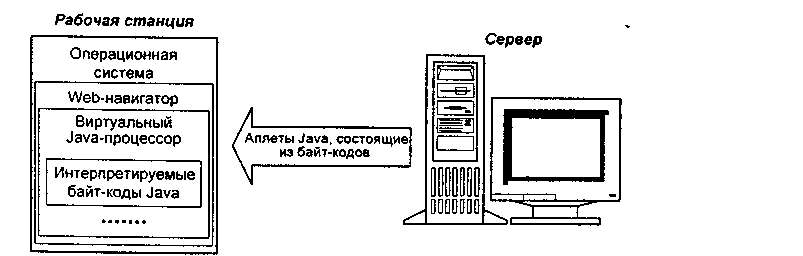 Рабочая станция
Операционная
система
Web-навигатор
Виртуальный
Java-процессор
Интерпретируемые
байт-коды Java
.......
Сервер
Аплеты Java, состоящие
из байт-кодов